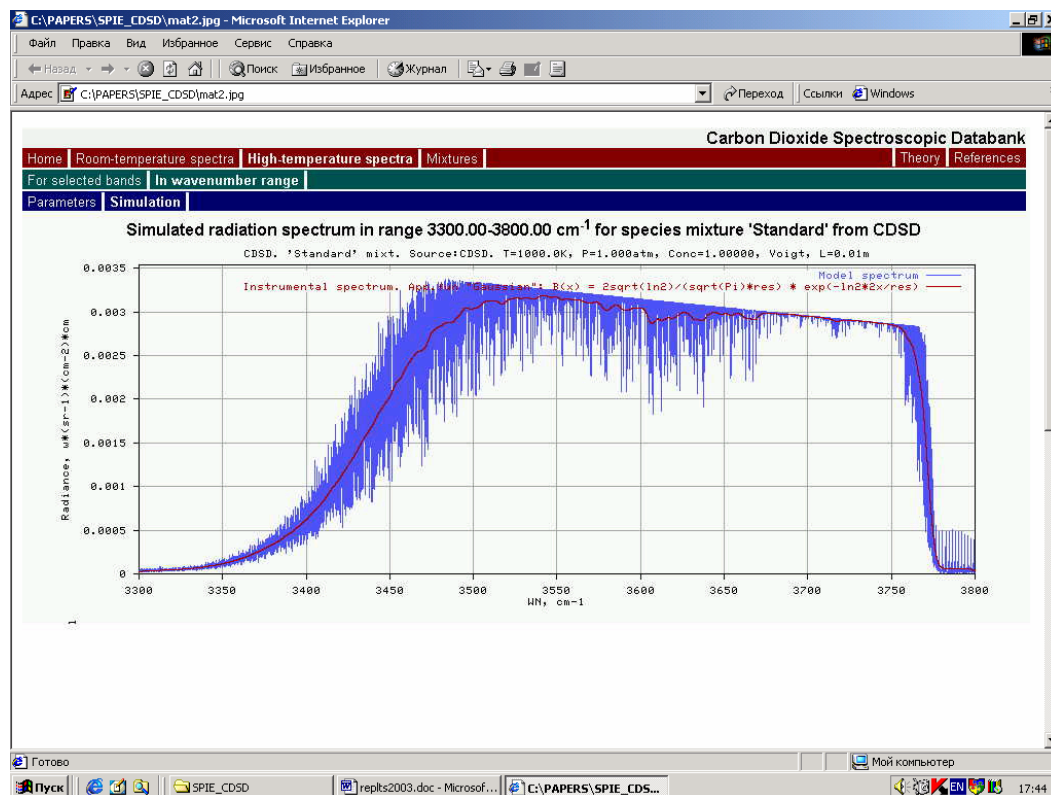 C:\PAPERS\SPIE_CDSD\mat2.jpg - Microsoft Internet Explorer
Файл Правка Вид Избранное Сервис Справка
Назад Поиск Избранное Журнал
Адрес C:\PAPERS\SPIE_CDSD\mat2.jpg Переход Ссылки Windows
Carbon Dioxide Spectroscopic Databank
Home Room-temperature spectra High-temperature spectra Mixtures Theory References
For selected bands In wavenumber range
Parameters Simulation
Simulated radiation spectrum in range 3300.00-3800.00 cm-1 for species mixture 'Standard' from CDSD
CDSD. 'Standard' mixt. Source:CDSD. T=1000.0K, P=1.000atm, Conc=1.00000, Voigt, L=0.01m
Model spectrum
Instrumental spectrum. "Gaussian": B(x) = 2sqrt(ln2)/(sqrt(Pi)*res) * exp(-ln2*2x/res)
Radiance, w*(sr-1)*(cm-2)*cm
0.0035
0.003
0.0025
0.002
0.0015
0.001
0.0005
0
3300 3350 3400 3450 3500 3550 3600 3650 3700 3750 3800
WN, cm-1
1
Готово Мой компьютер
Пуск SPIE_CDSD replts2003.doc - Microsof... C:\PAPERS\SPIE_CDS... EN 17:44